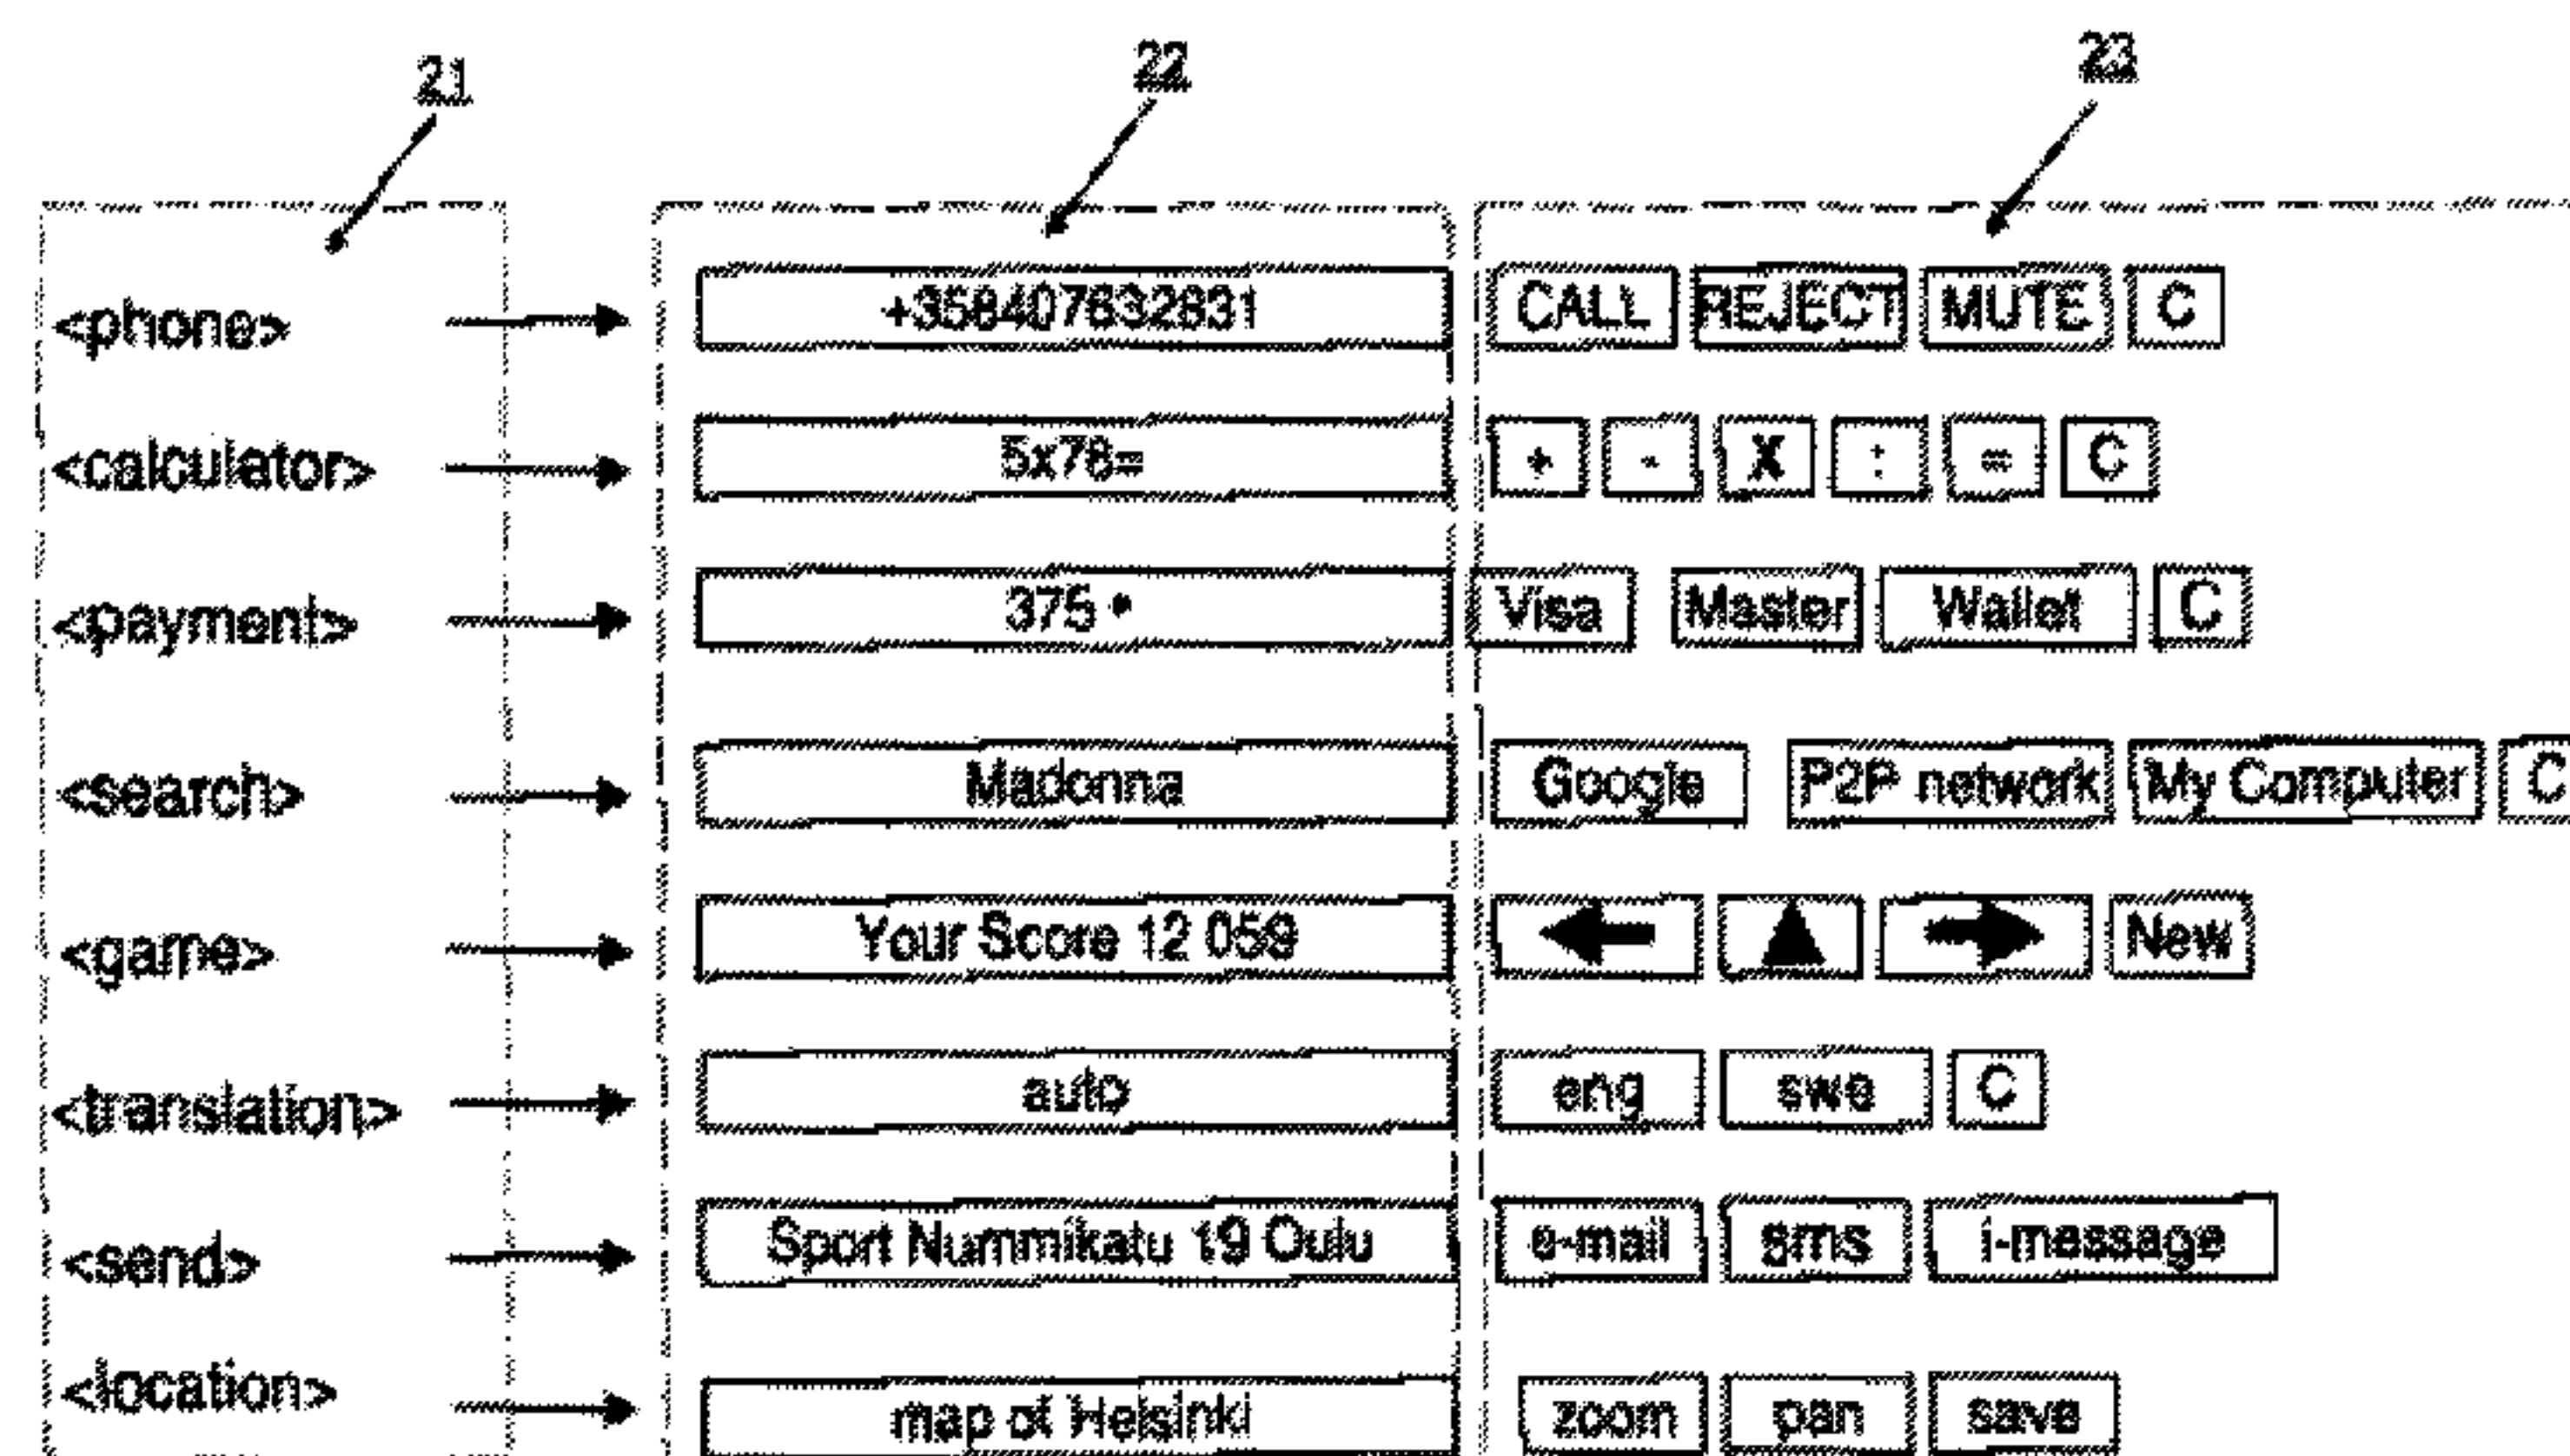 21 22 23
<phone> +358407632831 CALL REJECT MUTE C
<calculator> 5x78= + - X : = C
<payment> 375 • Visa Master Wallet C
<search> Madonna Google P2P network My Computer C
<game> Your Score 12 059 New
<translation> auto eng swe C
<send> Sport Nummikatu 19 Oulu e-mail sms i-message
<location> map of Helsinki zoom pan save